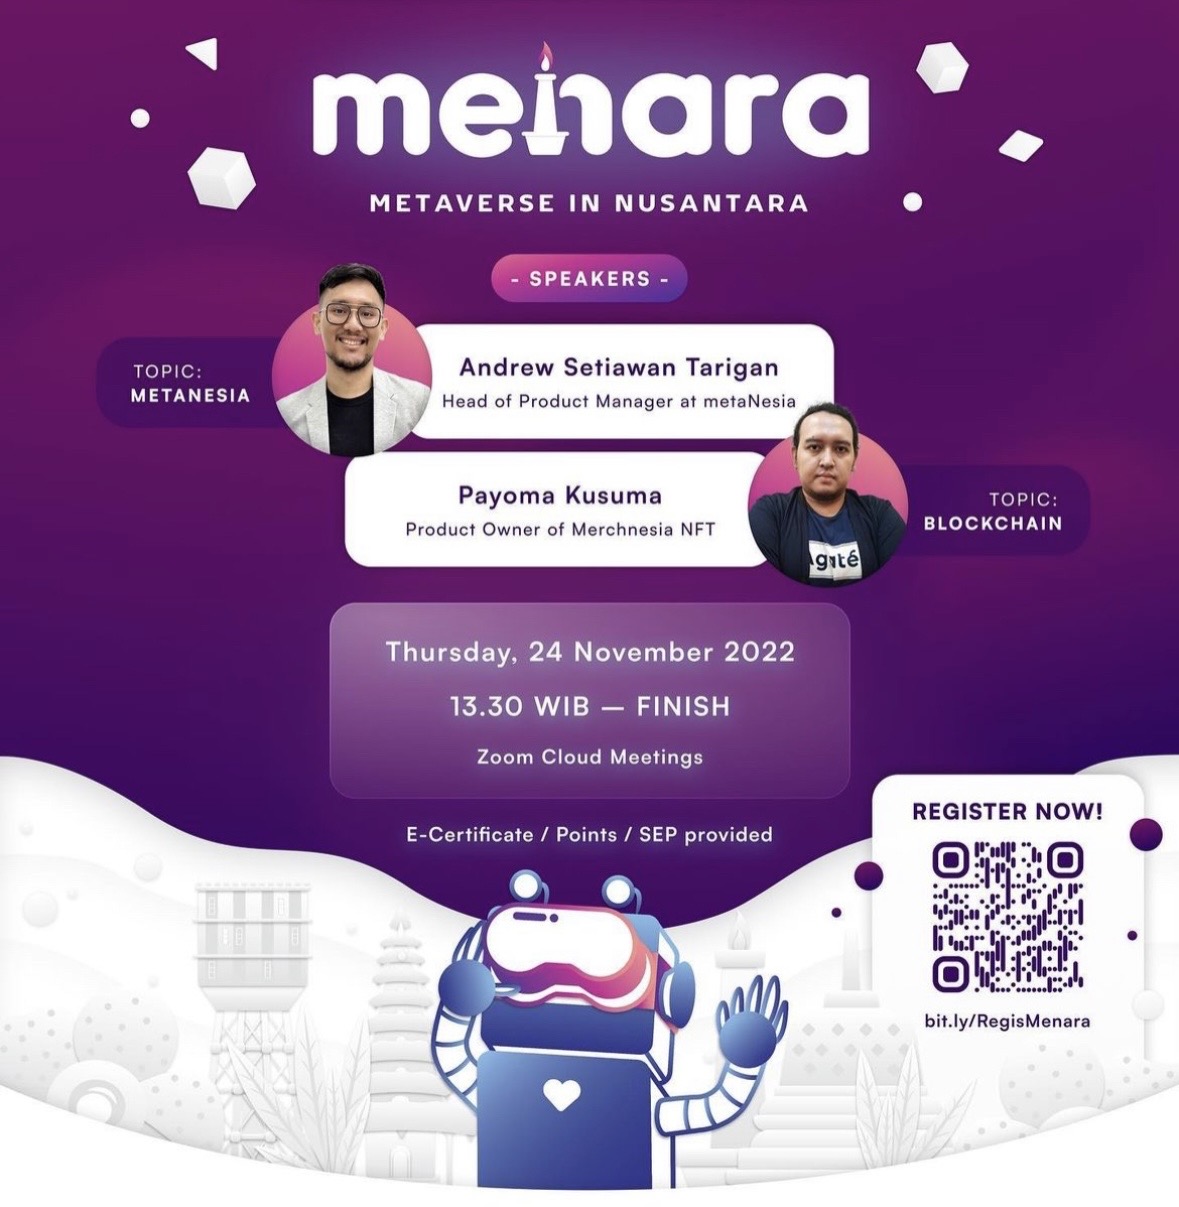 menara
METAVERSE IN NUSANTARA
- SPEAKERS -
TOPIC:
METANESIA
Andrew Setiawan Tarigan
Head of Product Manager at metaNesia
Payoma Kusuma
Product Owner of Merchnesia NFT
TOPIC:
BLOCKCHAIN
Agate
Thursday, 24 November 2022
13.30 WIB — FINISH
Zoom Cloud Meetings
E-Certificate / Points / SEP provided
REGISTER NOW!
bit.ly/RegisMenara